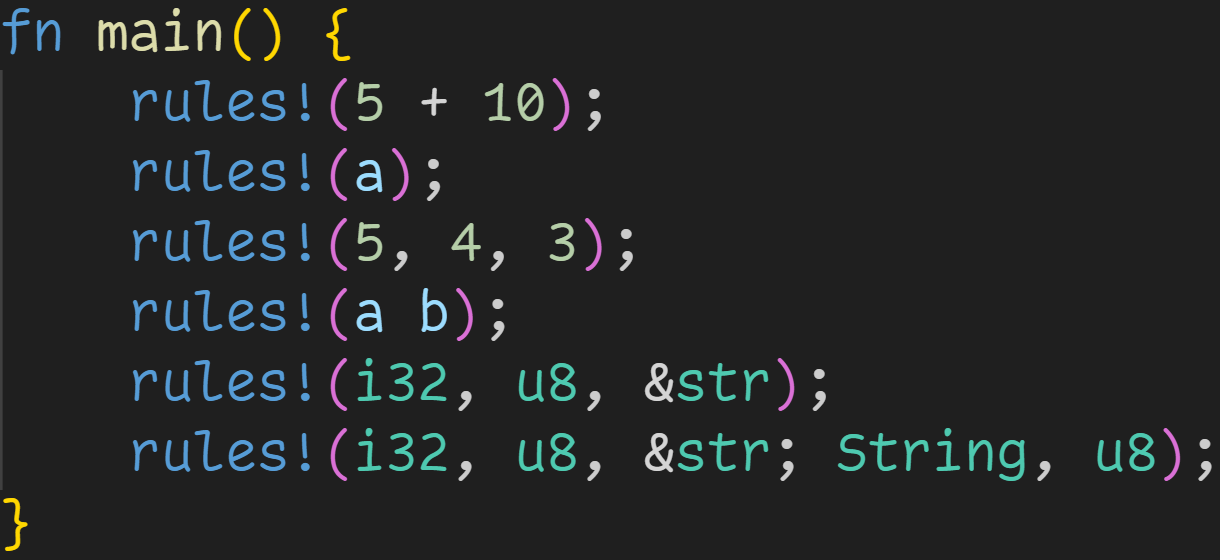 fn main() {
    rules!(5 + 10);
    rules!(a);
    rules!(5, 4, 3);
    rules!(a b);
    rules!(i32, u8, &str);
    rules!(i32, u8, &str; String, u8);
}